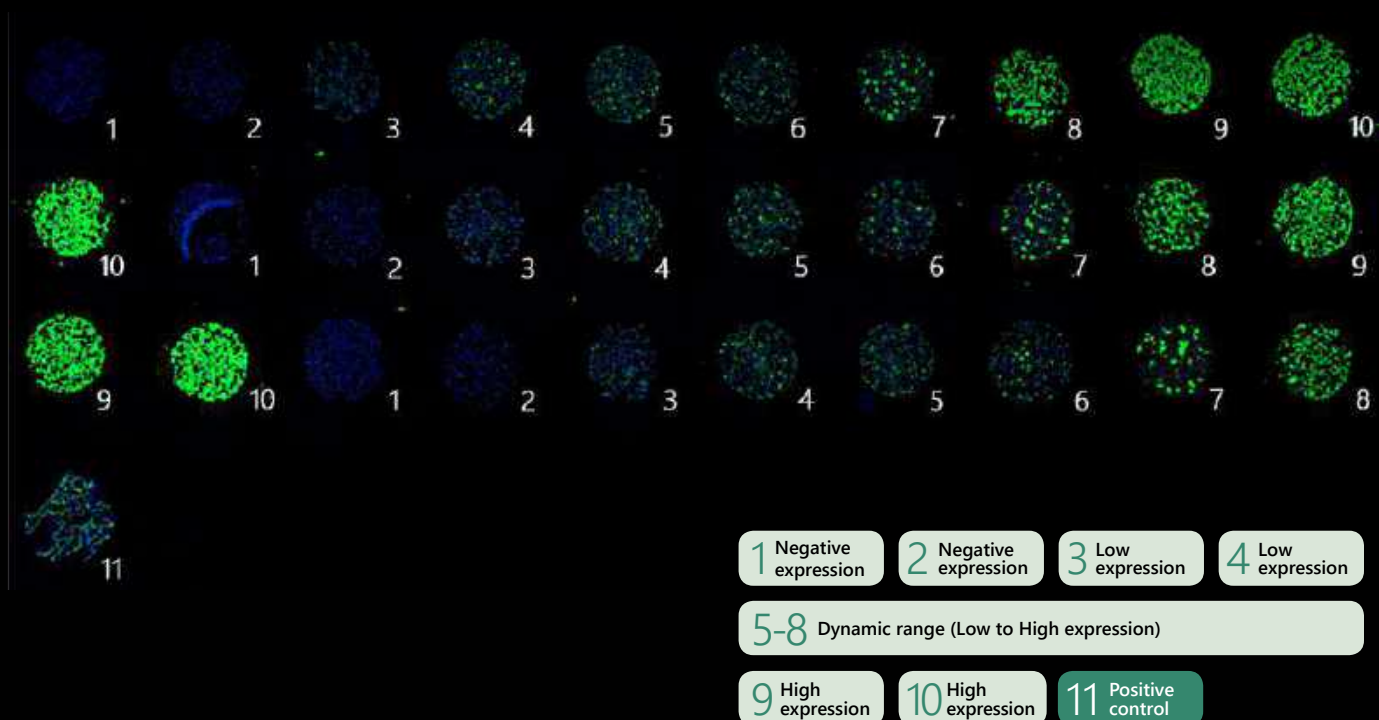 1 2 3 4 5 6 7 8 9 10
10 1 2 3 4 5 6 7 8 9
9 10 1 2 3 4 5 6 7 8
11
1 Negative expression
2 Negative expression
3 Low expression
4 Low expression
5-8 Dynamic range (Low to High expression)
9 High expression
10 High expression
11 Positive control